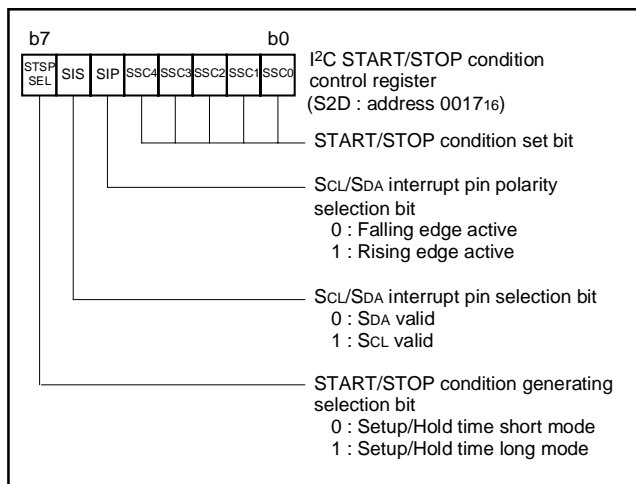 b7 b0
STSP
SEL SIS SIP SSC4 SSC3 SSC2 SSC1 SSC0
I2C START/STOP condition
control register
(S2D : address 001716)
START/STOP condition set bit
SCL/SDA interrupt pin polarity
selection bit
0 : Falling edge active
1 : Rising edge active
SCL/SDA interrupt pin selection bit
0 : SDA valid
1 : SCL valid
START/STOP condition generating
selection bit
0 : Setup/Hold time short mode
1 : Setup/Hold time long mode